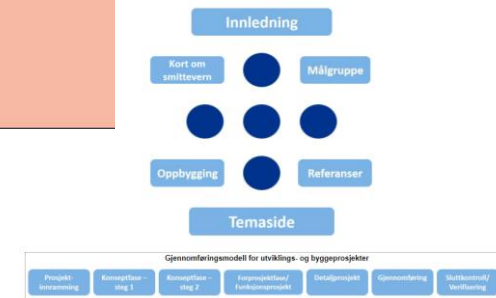 Innledning
Kort om
smittevern
Målgruppe
Oppbygging
Referanser
Temaside
Gjennomføringsmodell for utviklings- og byggeprosjekter
Prosjekt-
innramming
Konseptfase –
steg 1
Konseptfase –
steg 2
Forprosjektfase/
Funksjonsprosjekt
Detaljprosjekt
Gjennomføring
Sluttkontroll/
Verifisering